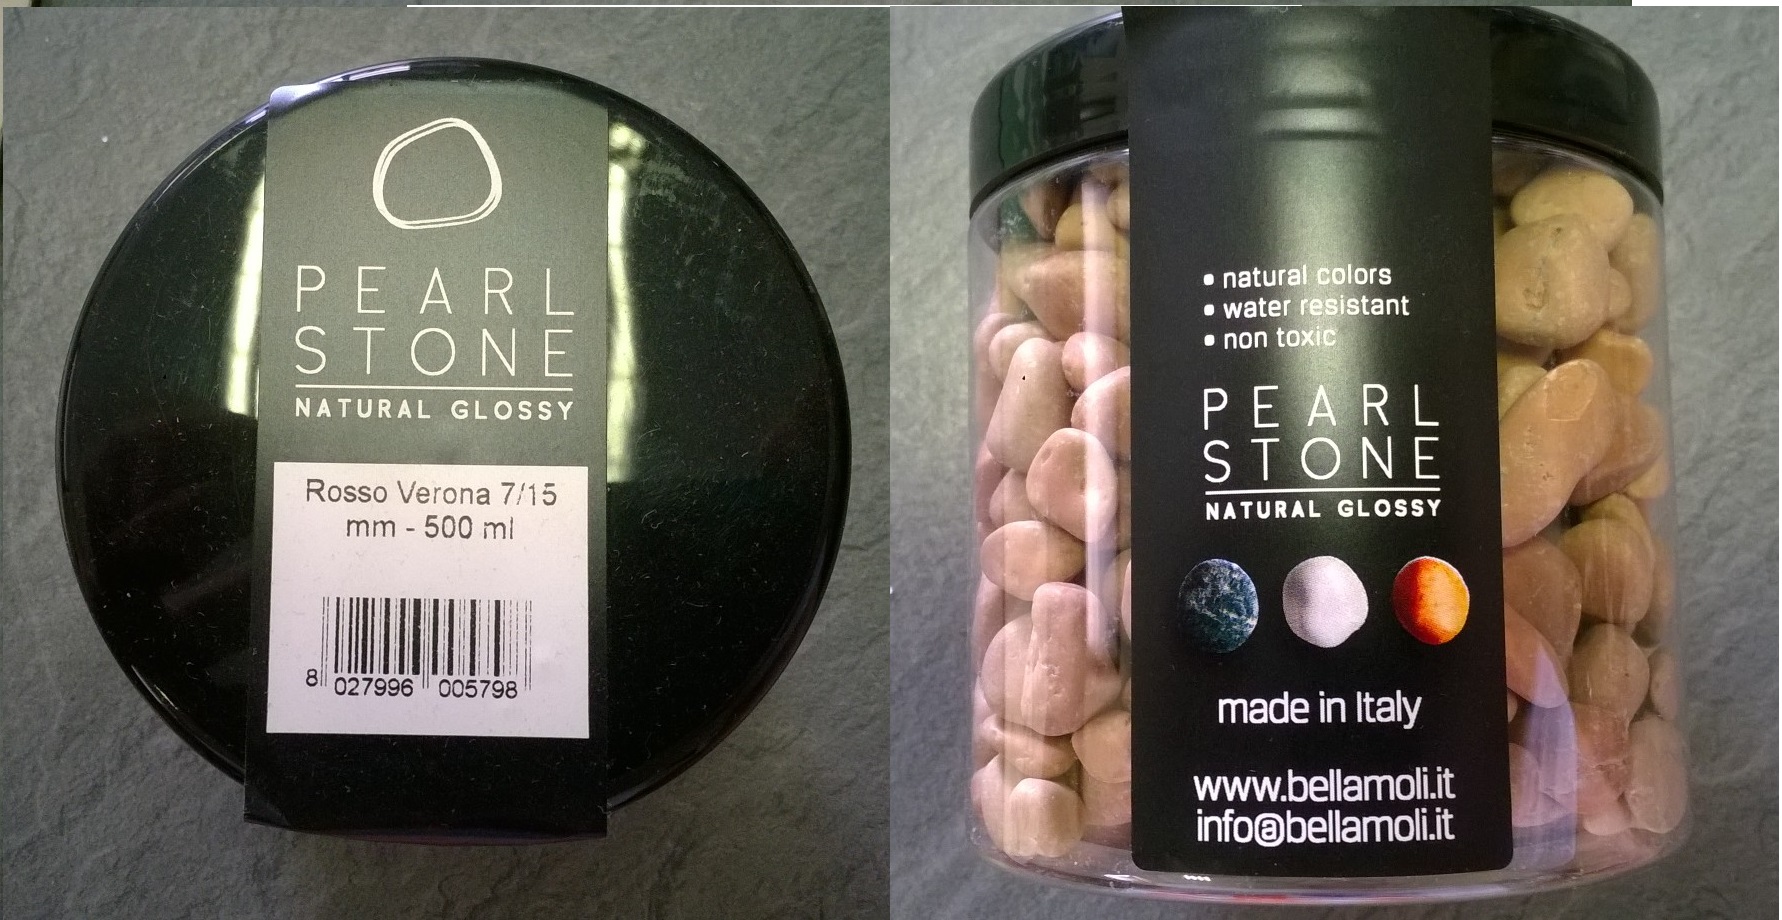 PEARL
STONE
NATURAL GLOSSY
Rosso Verona 7/15
mm - 500 ml
8 027996 005798
• natural colors
• water resistant
• non toxic
PEARL
STONE
NATURAL GLOSSY
made in Italy
www.bellamoli.it
info@bellamoli.it